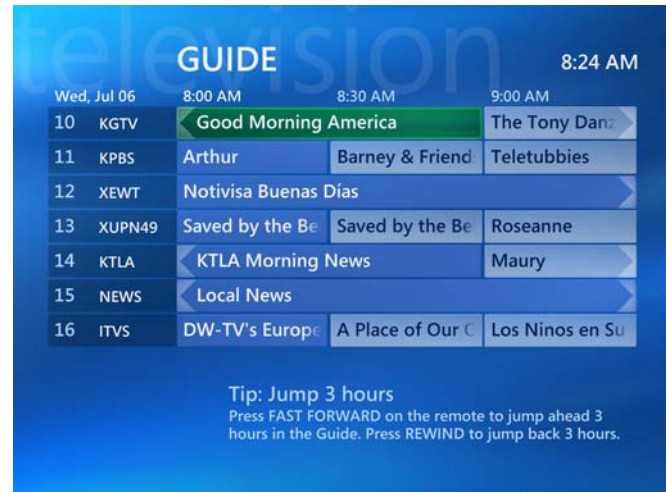 television
GUIDE 8:24 AM
Wed, Jul 06 8:00 AM 8:30 AM 9:00 AM
10 KGTV Good Morning America The Tony Danz
11 KPBS Arthur Barney & Friend Teletubbies
12 XEWT Notivisa Buenas Días
13 XUPN49 Saved by the Be Saved by the Be Roseanne
14 KTLA KTLA Morning News Maury
15 NEWS Local News
16 ITVS DW-TV's Europe A Place of Our C Los Ninos en Su
Tip: Jump 3 hours
Press FAST FORWARD on the remote to jump ahead 3
hours in the Guide. Press REWIND to jump back 3 hours.